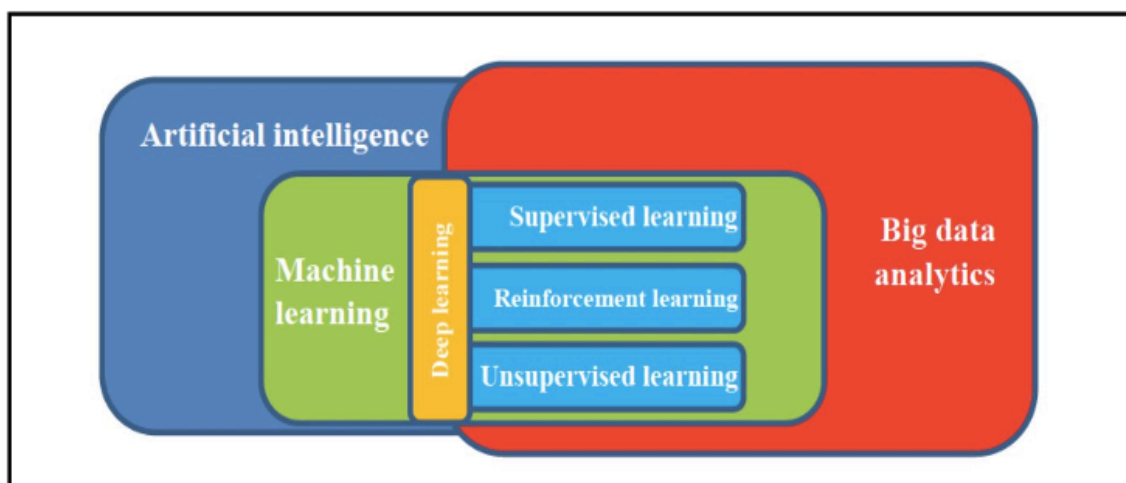 Artificial intelligence
Machine
learning
Deep learning
Supervised learning
Reinforcement learning
Unsupervised learning
Big data
analytics